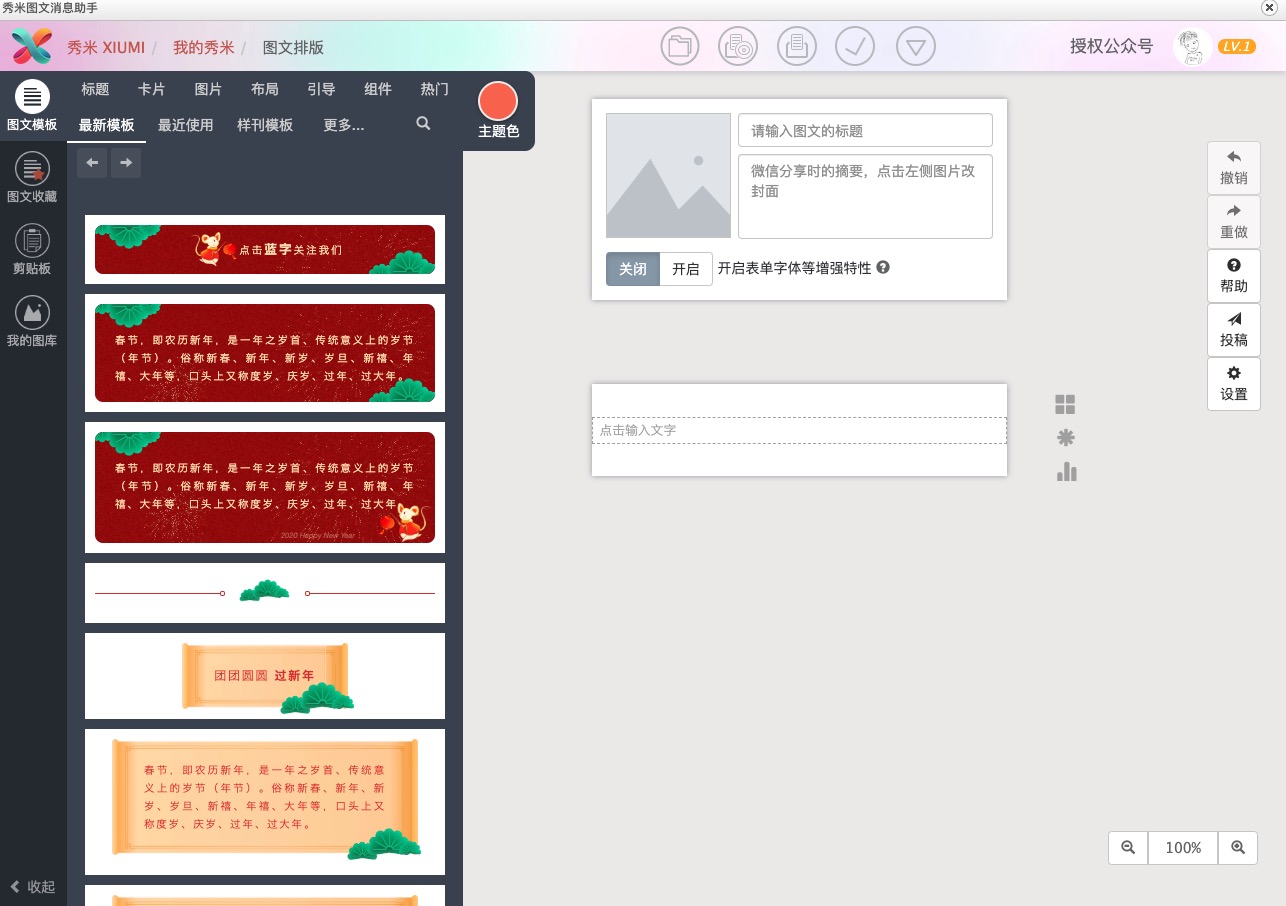 秀米图文消息助手
秀米 XIUMI / 我的秀米 / 图文排版
授权公众号
LV.1
图文模板
图文收藏
剪贴板
我的图库
收起
标题 卡片 图片 布局 引导 组件 热门
最新模板 最近使用 样刊模板 更多...
主题色
点击蓝字关注我们
春节，即农历新年，是一年之岁首、传统意义上的岁节
（年节）。俗称新春、新年、新岁、岁旦、新禧、年
禧、大年等，口头上又称度岁、庆岁、过年、过大年。
春节，即农历新年，是一年之岁首、传统意义上的岁节
（年节）。俗称新春、新年、新岁、岁旦、新禧、年
禧、大年等，口头上又称度岁、庆岁、过年、过大年。
2020 Happy New Year
团团圆圆 过新年
春节，即农历新年，是一年之岁首、传统意
义上的岁节（年节）。俗称新春、新年、新
岁、岁旦、新禧、年禧、大年等，口头上又
称度岁、庆岁、过年、过大年。
请输入图文的标题
微信分享时的摘要，点击左侧图片改
封面
关闭 开启 开启表单字体等增强特性
点击输入文字
撤销
重做
帮助
投稿
设置
100%